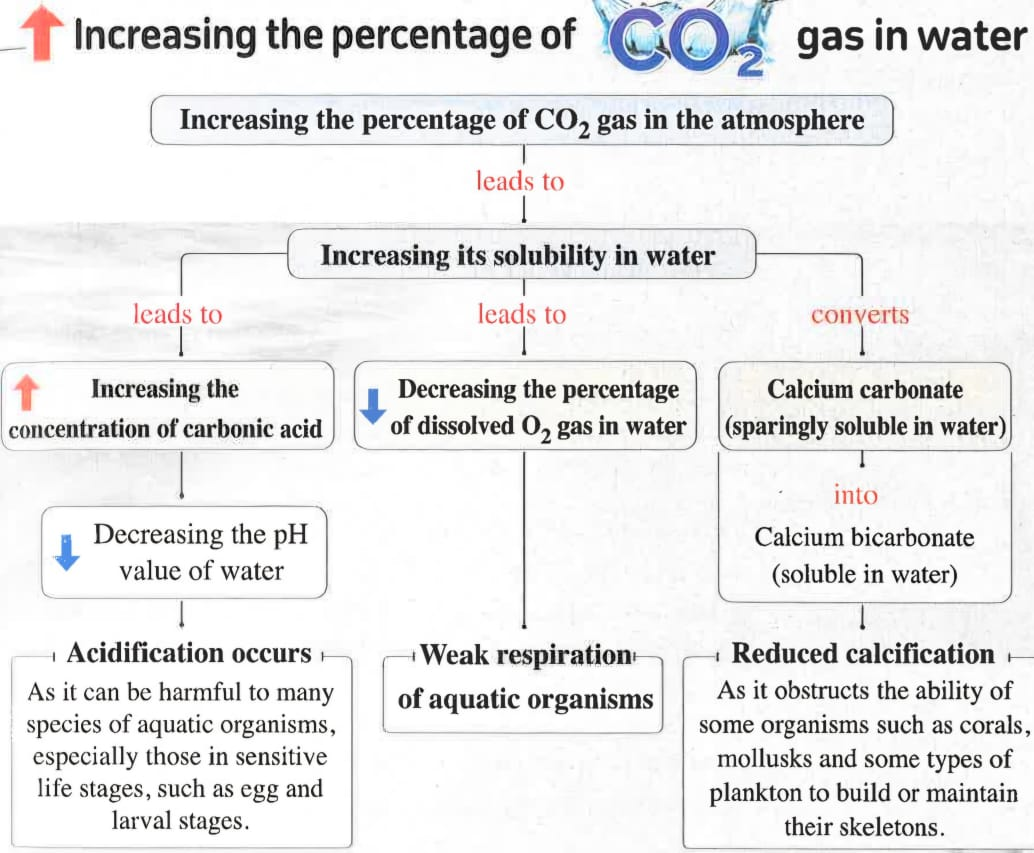 Increasing the percentage of CO2 gas in water
Increasing the percentage of CO2 gas in the atmosphere
leads to
Increasing its solubility in water
leads to
Increasing the
concentration of carbonic acid
Decreasing the pH
value of water
Acidification occurs
As it can be harmful to many
species of aquatic organisms,
especially those in sensitive
life stages, such as egg and
larval stages.
leads to
Decreasing the percentage
of dissolved O2 gas in water
Weak respiration
of aquatic organisms
converts
Calcium carbonate
(sparingly soluble in water)
into
Calcium bicarbonate
(soluble in water)
Reduced calcification
As it obstructs the ability of
some organisms such as corals,
mollusks and some types of
plankton to build or maintain
their skeletons.